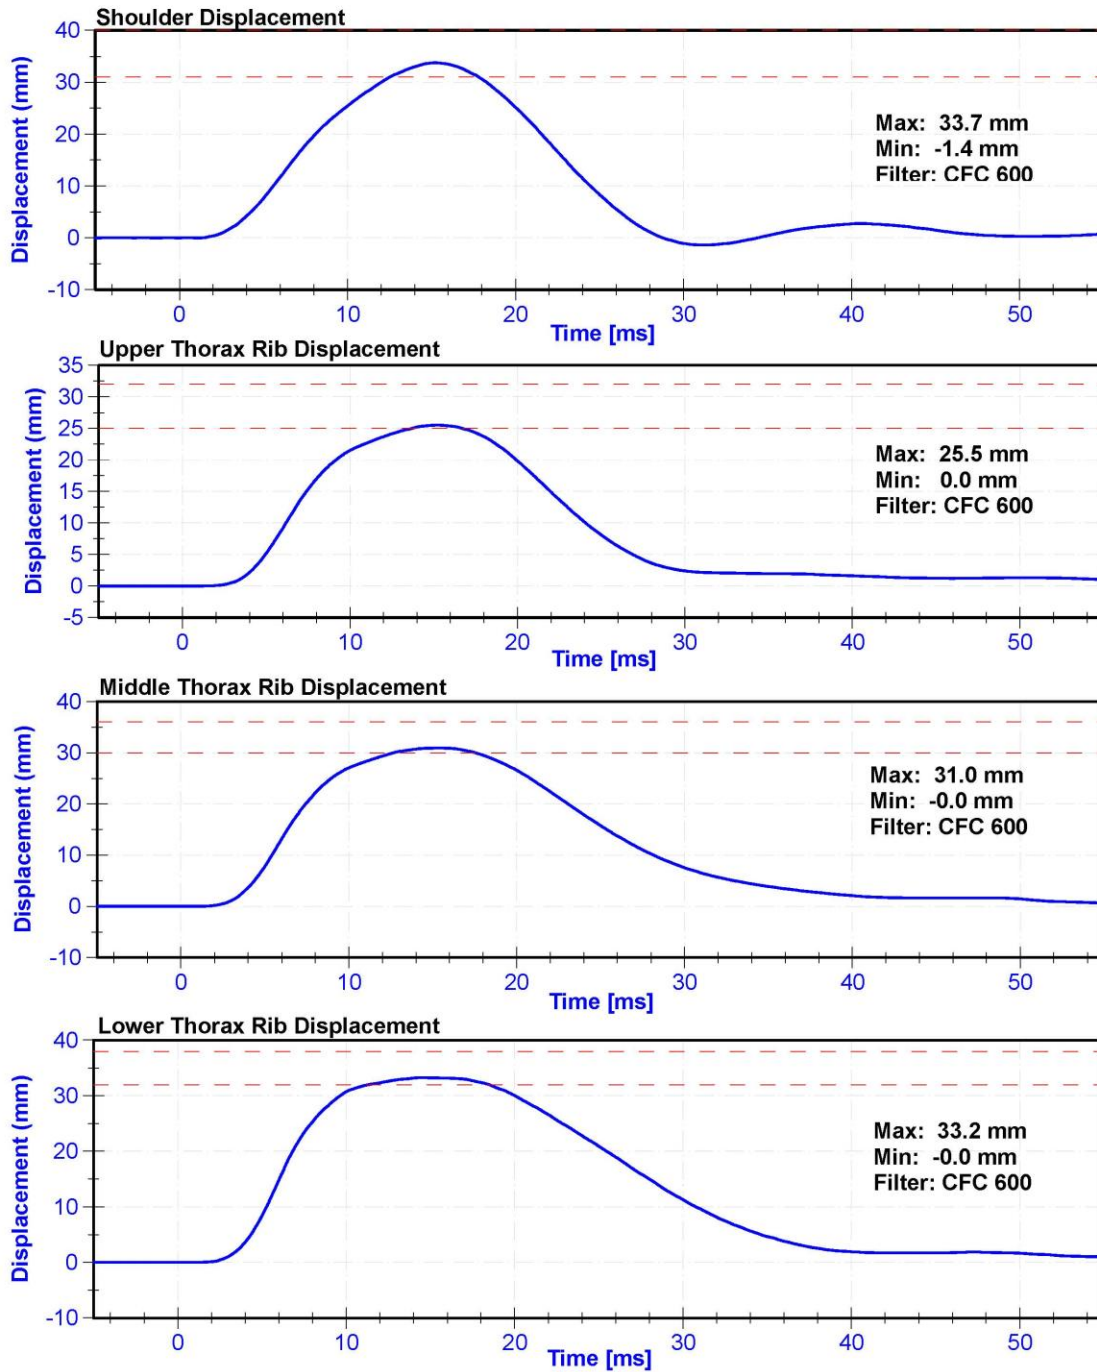 Shoulder Displacement
40
30
20
10
0
-10
Displacement (mm)
Max: 33.7 mm
Min: -1.4 mm
Filter: CFC 600
0 10 20 30 40 50
Time [ms]
Upper Thorax Rib Displacement
35
30
25
20
15
10
5
0
-5
Displacement (mm)
Max: 25.5 mm
Min: 0.0 mm
Filter: CFC 600
0 10 20 30 40 50
Time [ms]
Middle Thorax Rib Displacement
40
30
20
10
0
-10
Displacement (mm)
Max: 31.0 mm
Min: -0.0 mm
Filter: CFC 600
0 10 20 30 40 50
Time [ms]
Lower Thorax Rib Displacement
40
30
20
10
0
-10
Displacement (mm)
Max: 33.2 mm
Min: -0.0 mm
Filter: CFC 600
0 10 20 30 40 50
Time [ms]